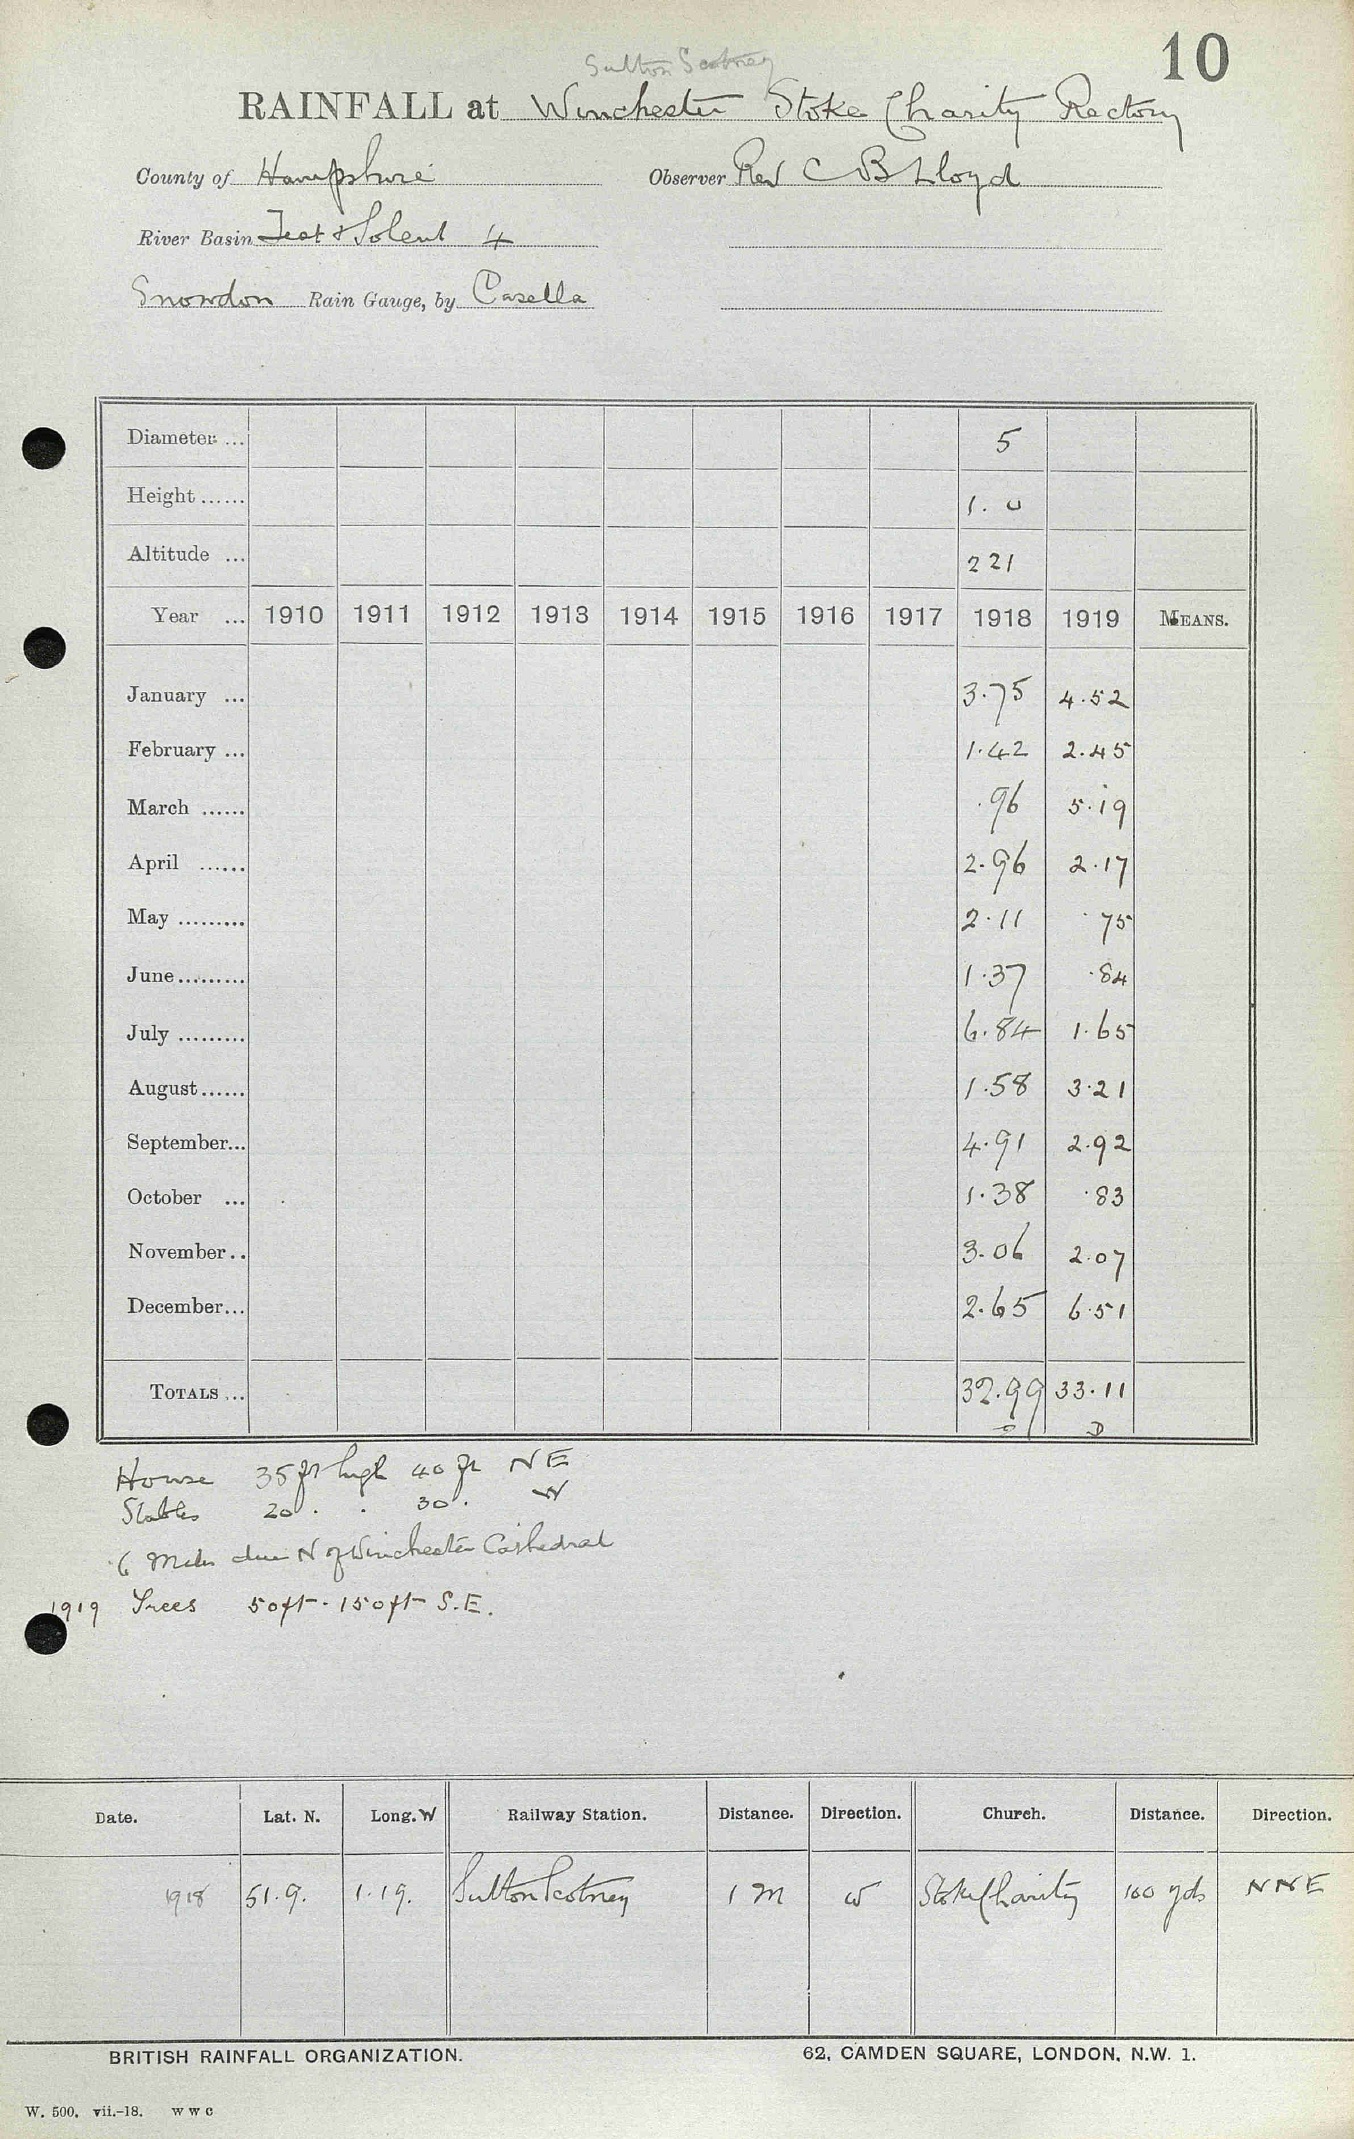 10
Sutton Scotney
RAINFALL at Winchester Stoke Charity Rectory
County of Hampshire Observer Rev C B Lloyd
River Basin Test & Solent 4
Snowdon Rain Gauge, by Casella
Diameter ... 5
Height ...... 1.0
Altitude ... 221
Year ... 1910 1911 1912 1913 1914 1915 1916 1917 1918 1919 MEANS.
January ... 3.75 4.52
February ... 1.42 2.45
March ...... .96 5.19
April ...... 2.96 2.17
May ......... 2.11 .75
June ......... 1.37 .84
July ......... 6.84 1.65
August ...... 1.58 3.21
September... 4.91 2.92
October ... 1.38 .83
November.. 3.06 2.07
December... 2.65 6.51
TOTALS ... 32.99 33.11
D
House 35 ft high 40 ft NE
Stables 20 . . 30 . W
6 Miles due N of Winchester Cathedral
1919 Trees 50ft. 150ft S.E.
Date. Lat. N. Long. W Railway Station. Distance. Direction. Church. Distance. Direction.
1918 51.9. 1.19. Sutton Scotney 1 M W Stoke Charity 100 yds NNE
BRITISH RAINFALL ORGANIZATION. 62, CAMDEN SQUARE, LONDON, N.W. 1.
W. 500. vii.-18. W W C